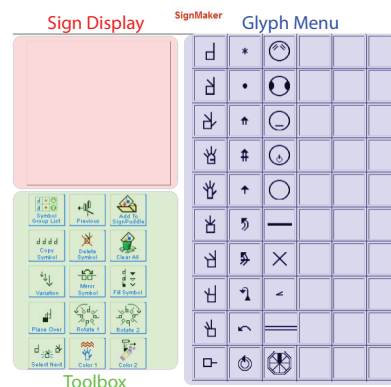 SignMaker
Sign Display
Glyph Menu
Symbol
Group List
Previous
Add To
SignPuddle
Copy
Symbol
Delete
Symbol
Clear All
Variation
Mirror
Symbol
Fill Symbol
Place Over
Rotate 1
Rotate 2
Select Next
Color 1
Color 2
Toolbox